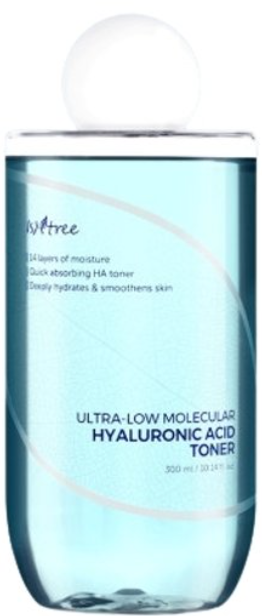 Isntree
14 layers of moisture
Quick absorbing HA toner
Deeply hydrates & smoothens skin
ULTRA-LOW MOLECULAR
HYALURONIC ACID
TONER
300 ml / 10.14 fl. oz